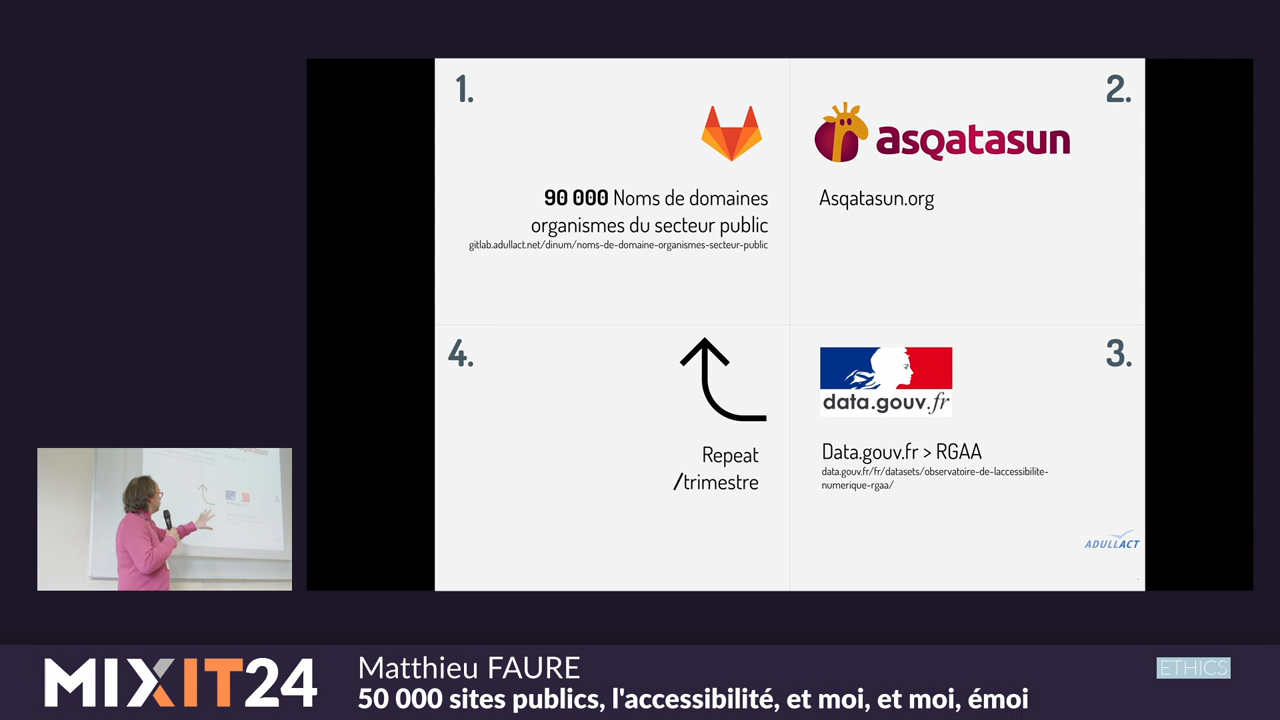 1.
90 000 Noms de domaines
organismes du secteur public
gitlab.adullact.net/dinum/noms-de-domaine-organismes-secteur-public
2.
asqatasun
Asqatasun.org
4.
Repeat
/trimestre
3.
data.gouv.fr
Data.gouv.fr > RGAA
data.gouv.fr/fr/datasets/observatoire-de-laccessibilite-
numerique-rgaa/
ADULLACT
MIXIT24
Matthieu FAURE
50 000 sites publics, l'accessibilité, et moi, et moi, émoi
ETHICS